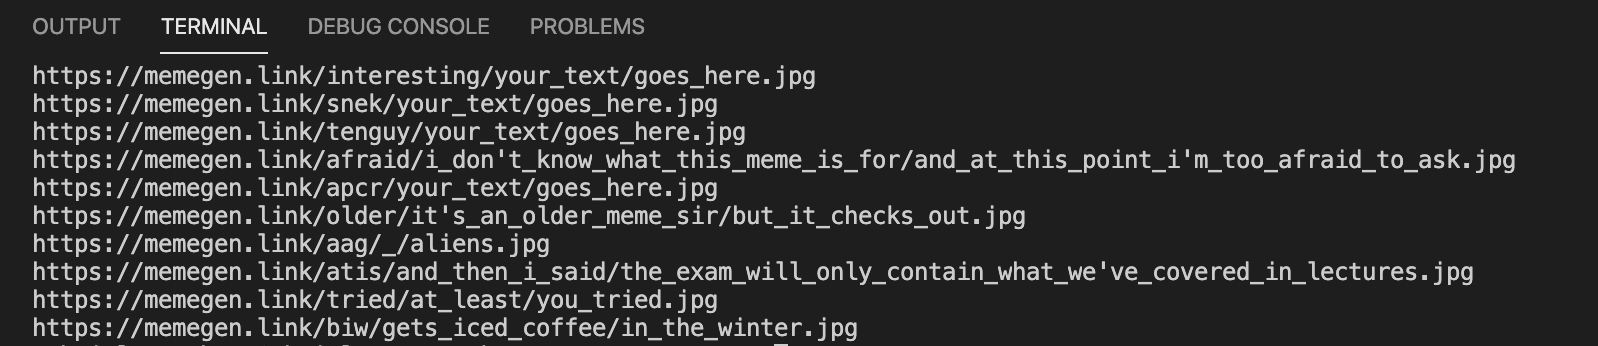 OUTPUT TERMINAL DEBUG CONSOLE PROBLEMS
https://memegen.link/interesting/your_text/goes_here.jpg
https://memegen.link/snek/your_text/goes_here.jpg
https://memegen.link/tenguy/your_text/goes_here.jpg
https://memegen.link/afraid/i_don't_know_what_this_meme_is_for/and_at_this_point_i'm_too_afraid_to_ask.jpg
https://memegen.link/apcr/your_text/goes_here.jpg
https://memegen.link/older/it's_an_older_meme_sir/but_it_checks_out.jpg
https://memegen.link/aag/_/aliens.jpg
https://memegen.link/atis/and_then_i_said/the_exam_will_only_contain_what_we've_covered_in_lectures.jpg
https://memegen.link/tried/at_least/you_tried.jpg
https://memegen.link/biw/gets_iced_coffee/in_the_winter.jpg